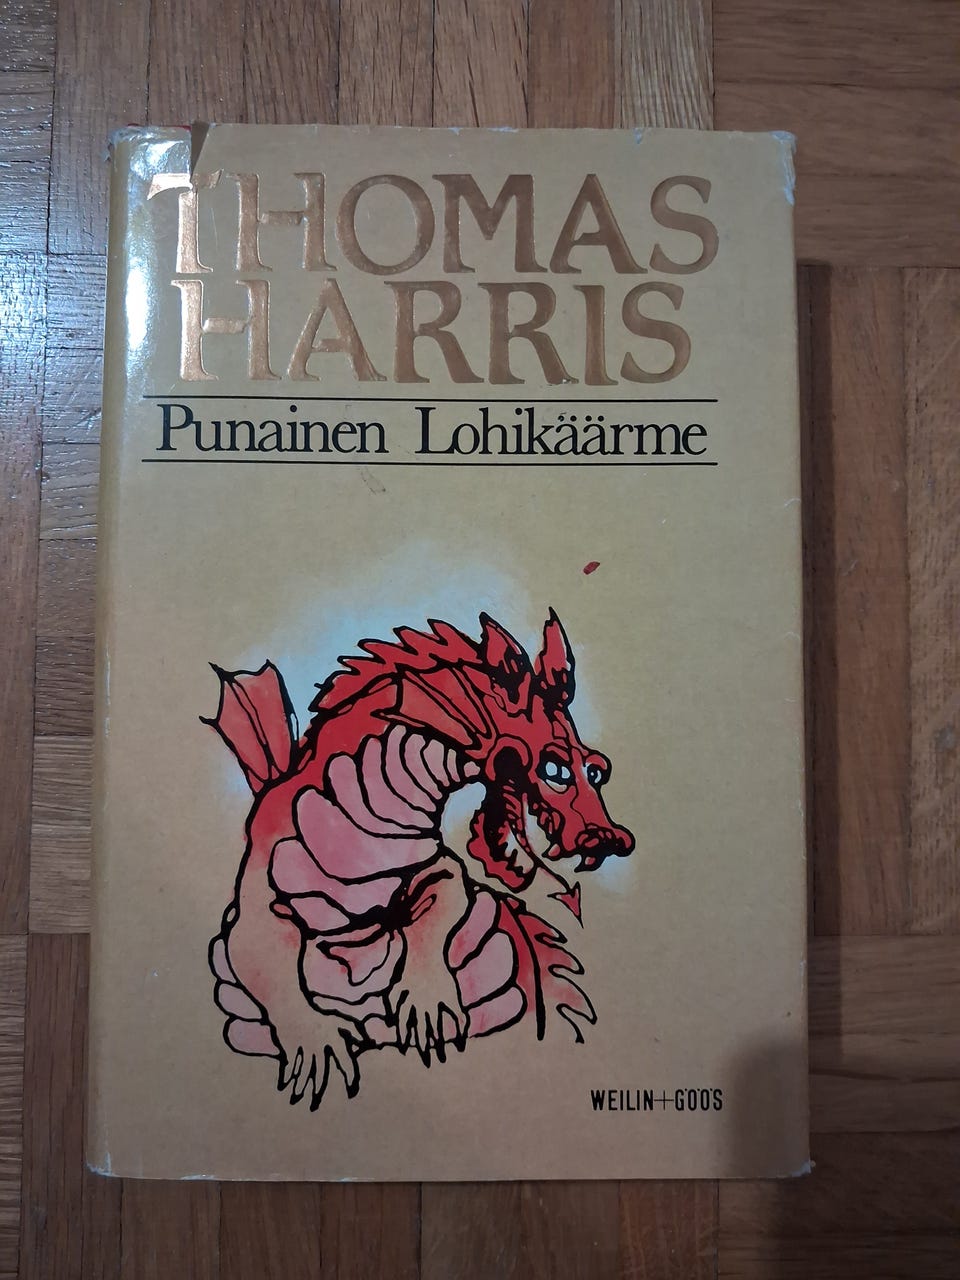 THOMAS
HARRIS
Punainen Lohikäärme
WEILIN+GÖÖS